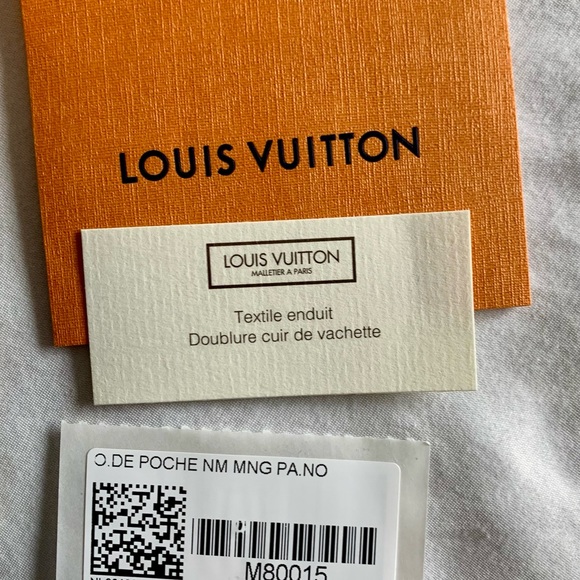 LOUIS VUITTON
LOUIS VUITTON
MALLETIER A PARIS
Textile enduit
Doublure cuir de vachette
O.DE POCHE NM MNG PA.NO
M80015